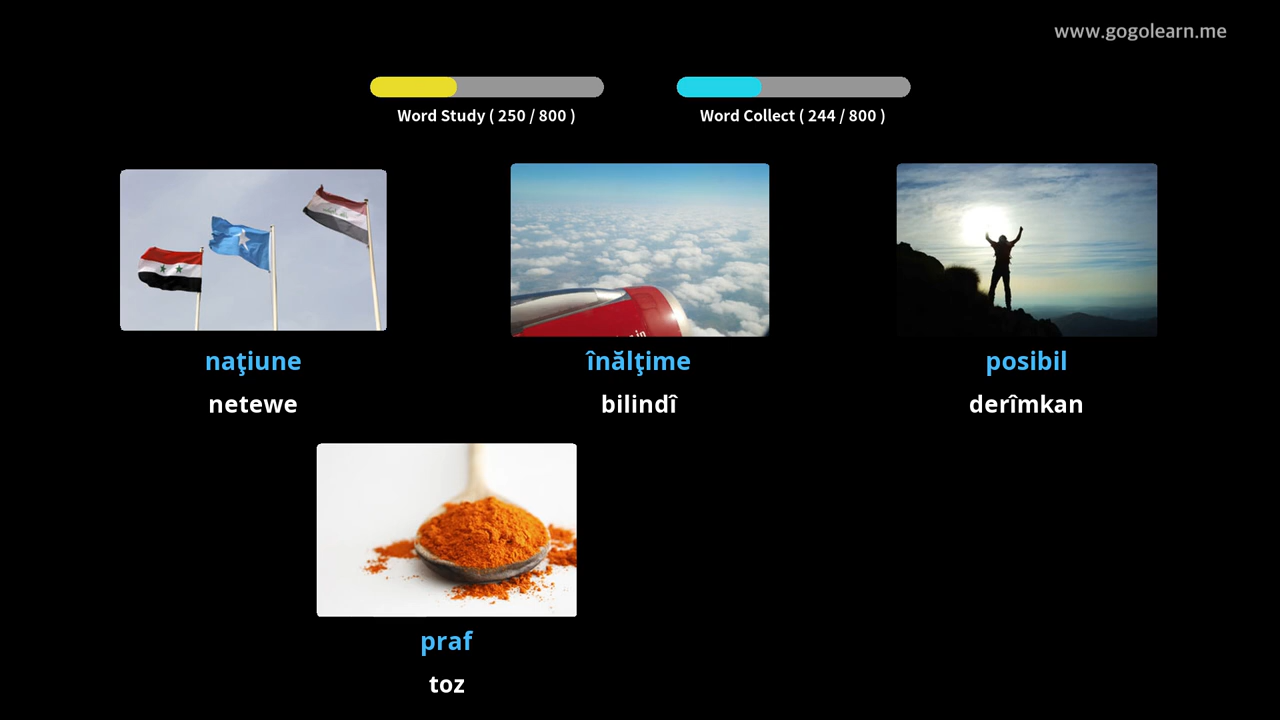 www.gogolearn.me
Word Study ( 250 / 800 )
Word Collect ( 244 / 800 )
naţiune
netewe
înălţime
bilindî
posibil
derîmkan
praf
toz